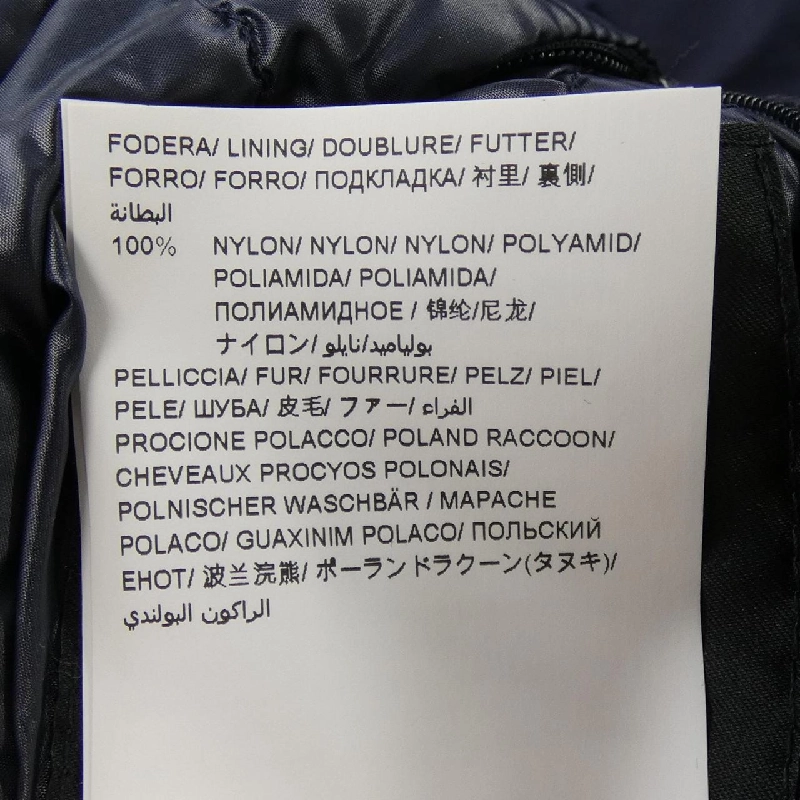 FODERA/ LINING/ DOUBLURE/ FUTTER/
FORRO/ FORRO/ ПОДКЛАДКА/ 衬里/ 裏側/
البطانة
100% NYLON/ NYLON/ NYLON/ POLYAMID/
POLIAMIDA/ POLIAMIDA/
ПОЛИАМИДНОЕ / 锦纶/尼龙/
ナイロン/ بولياميد/نايلو
PELLICCIA/ FUR/ FOURRURE/ PELZ/ PIEL/
PELE/ ШУБА/ 皮毛/ ファー/ الفراء
PROCIONE POLACCO/ POLAND RACCOON/
CHEVEAUX PROCYOS POLONAIS/
POLNISCHER WASCHBÄR / MAPACHE
POLACO/ GUAXINIM POLACO/ ПОЛЬСКИЙ
ЕНОТ/ 波兰浣熊/ ポーランドラクーン(タヌキ)/
الراكون البولندي